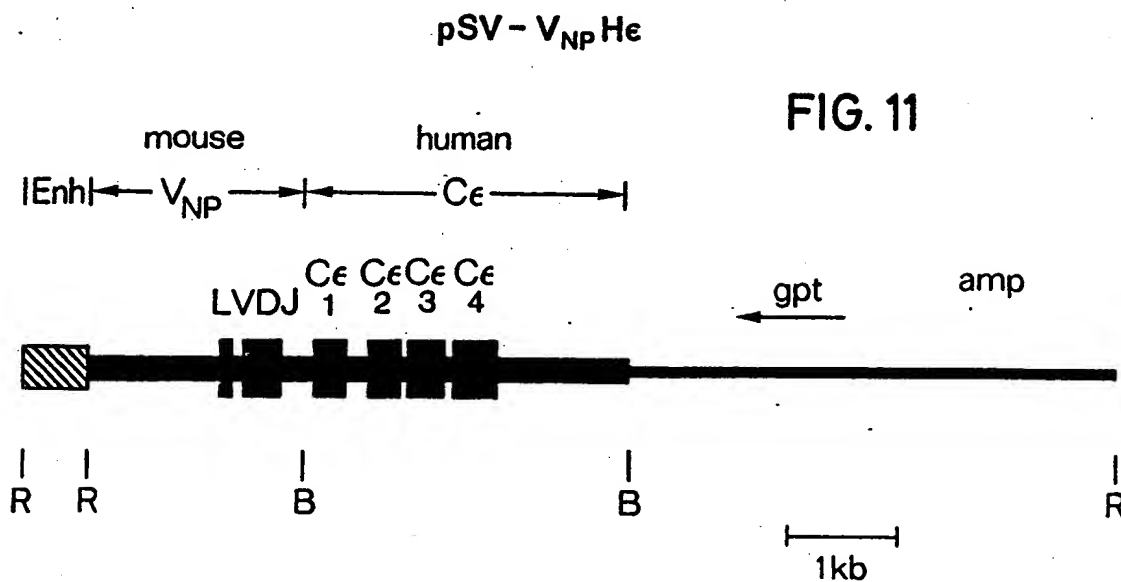 pSV – V_NP Hϵ
FIG. 11
mouse human
|Enh| V_NP Cϵ
LVDJ Cϵ 1 Cϵ 2 Cϵ 3 Cϵ 4
gpt amp
R R B B R
1kb